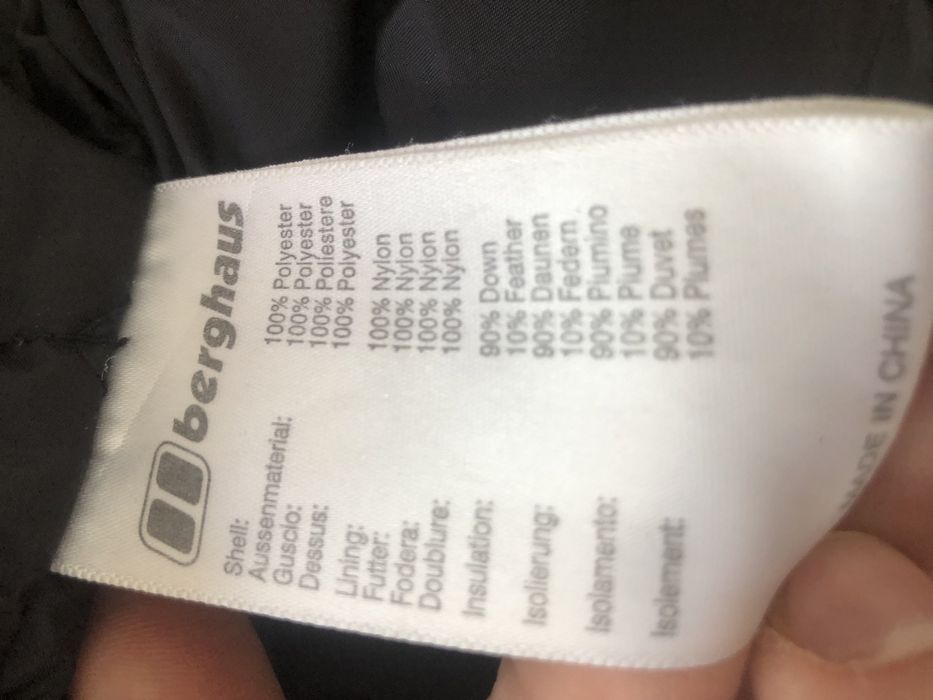 berghaus
Shell: 100% Polyester
Aussenmaterial: 100% Polyester
Guscio: 100% Poliestere
Dessus: 100% Polyester
Lining: 100% Nylon
Futter: 100% Nylon
Fodera: 100% Nylon
Doublure: 100% Nylon
Insulation: 90% Down
10% Feather
Isolierung: 90% Daunen
10% Federn
Isolamento: 90% Piumino
10% Piume
Isolement: 90% Duvet
10% Plumes
MADE IN CHINA